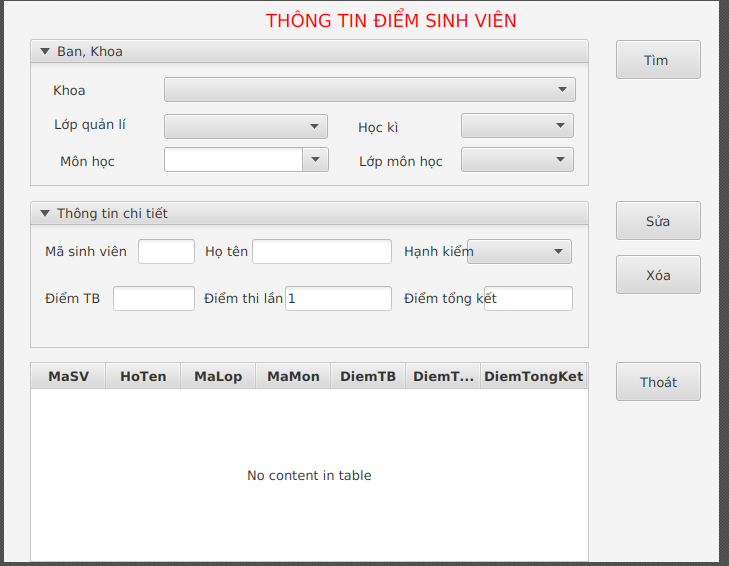 THÔNG TIN ĐIỂM SINH VIÊN
Ban, Khoa
Tìm
Khoa
Lớp quản lí
Học kì
Môn học
Lớp môn học
Thông tin chi tiết
Sửa
Mã sinh viên
Họ tên
Hạnh kiểm
Xóa
Điểm TB
Điểm thi lần 1
Điểm tổng kết
MaSV HoTen MaLop MaMon DiemTB DiemT... DiemTongKet
Thoát
No content in table